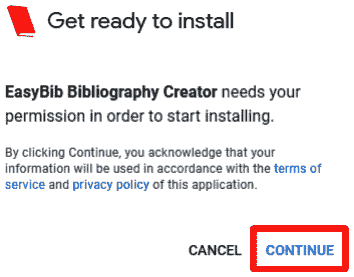 Get ready to install
EasyBib Bibliography Creator needs your
permission in order to start installing.
By clicking Continue, you acknowledge that your
information will be used in accordance with the terms of
service and privacy policy of this application.
CANCEL CONTINUE